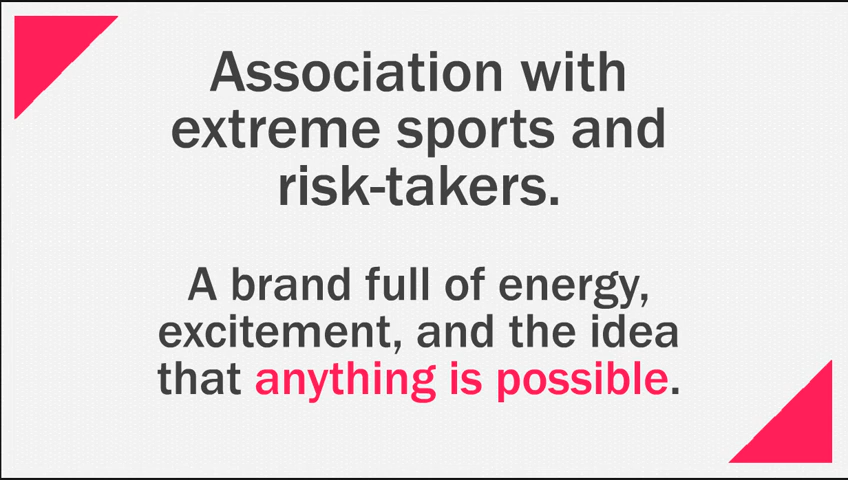 Association with
extreme sports and
risk-takers.
A brand full of energy,
excitement, and the idea
that anything is possible.